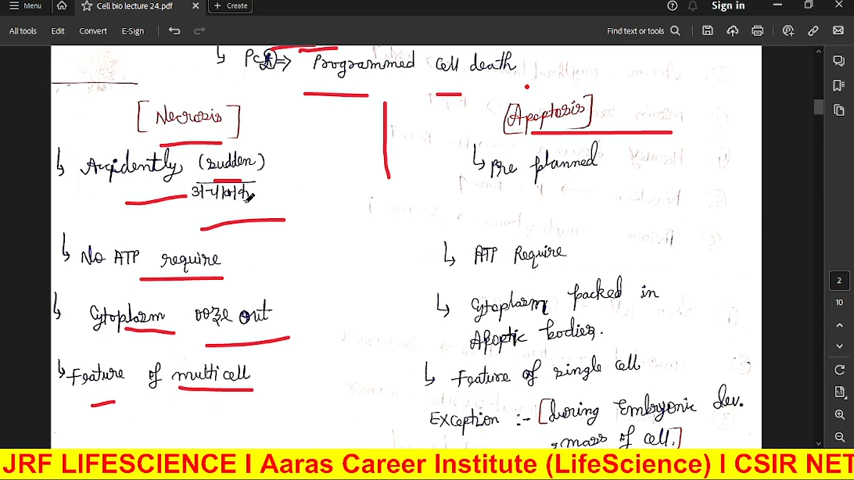 Menu
Cell bio lecture 24.pdf
+ Create
Sign in
All tools Edit Convert E-Sign
Find text or tools
↳ PCD ⇒ Programmed Cell death
[Necrosis] [Apoptosis]
↳ Accidently (sudden) ↳ Pre planned
अचानक
↳ No ATP require ↳ ATP Require
↳ Cytoplasm ooze out ↳ Cytoplasm packed in
Apoptic bodies.
↳ Feature of multicell ↳ Feature of single cell
Exception :- [during Embryonic dev.
mass of cell.]
2
10
JRF LIFESCIENCE I Aaras Career Institute (LifeScience) I CSIR NET